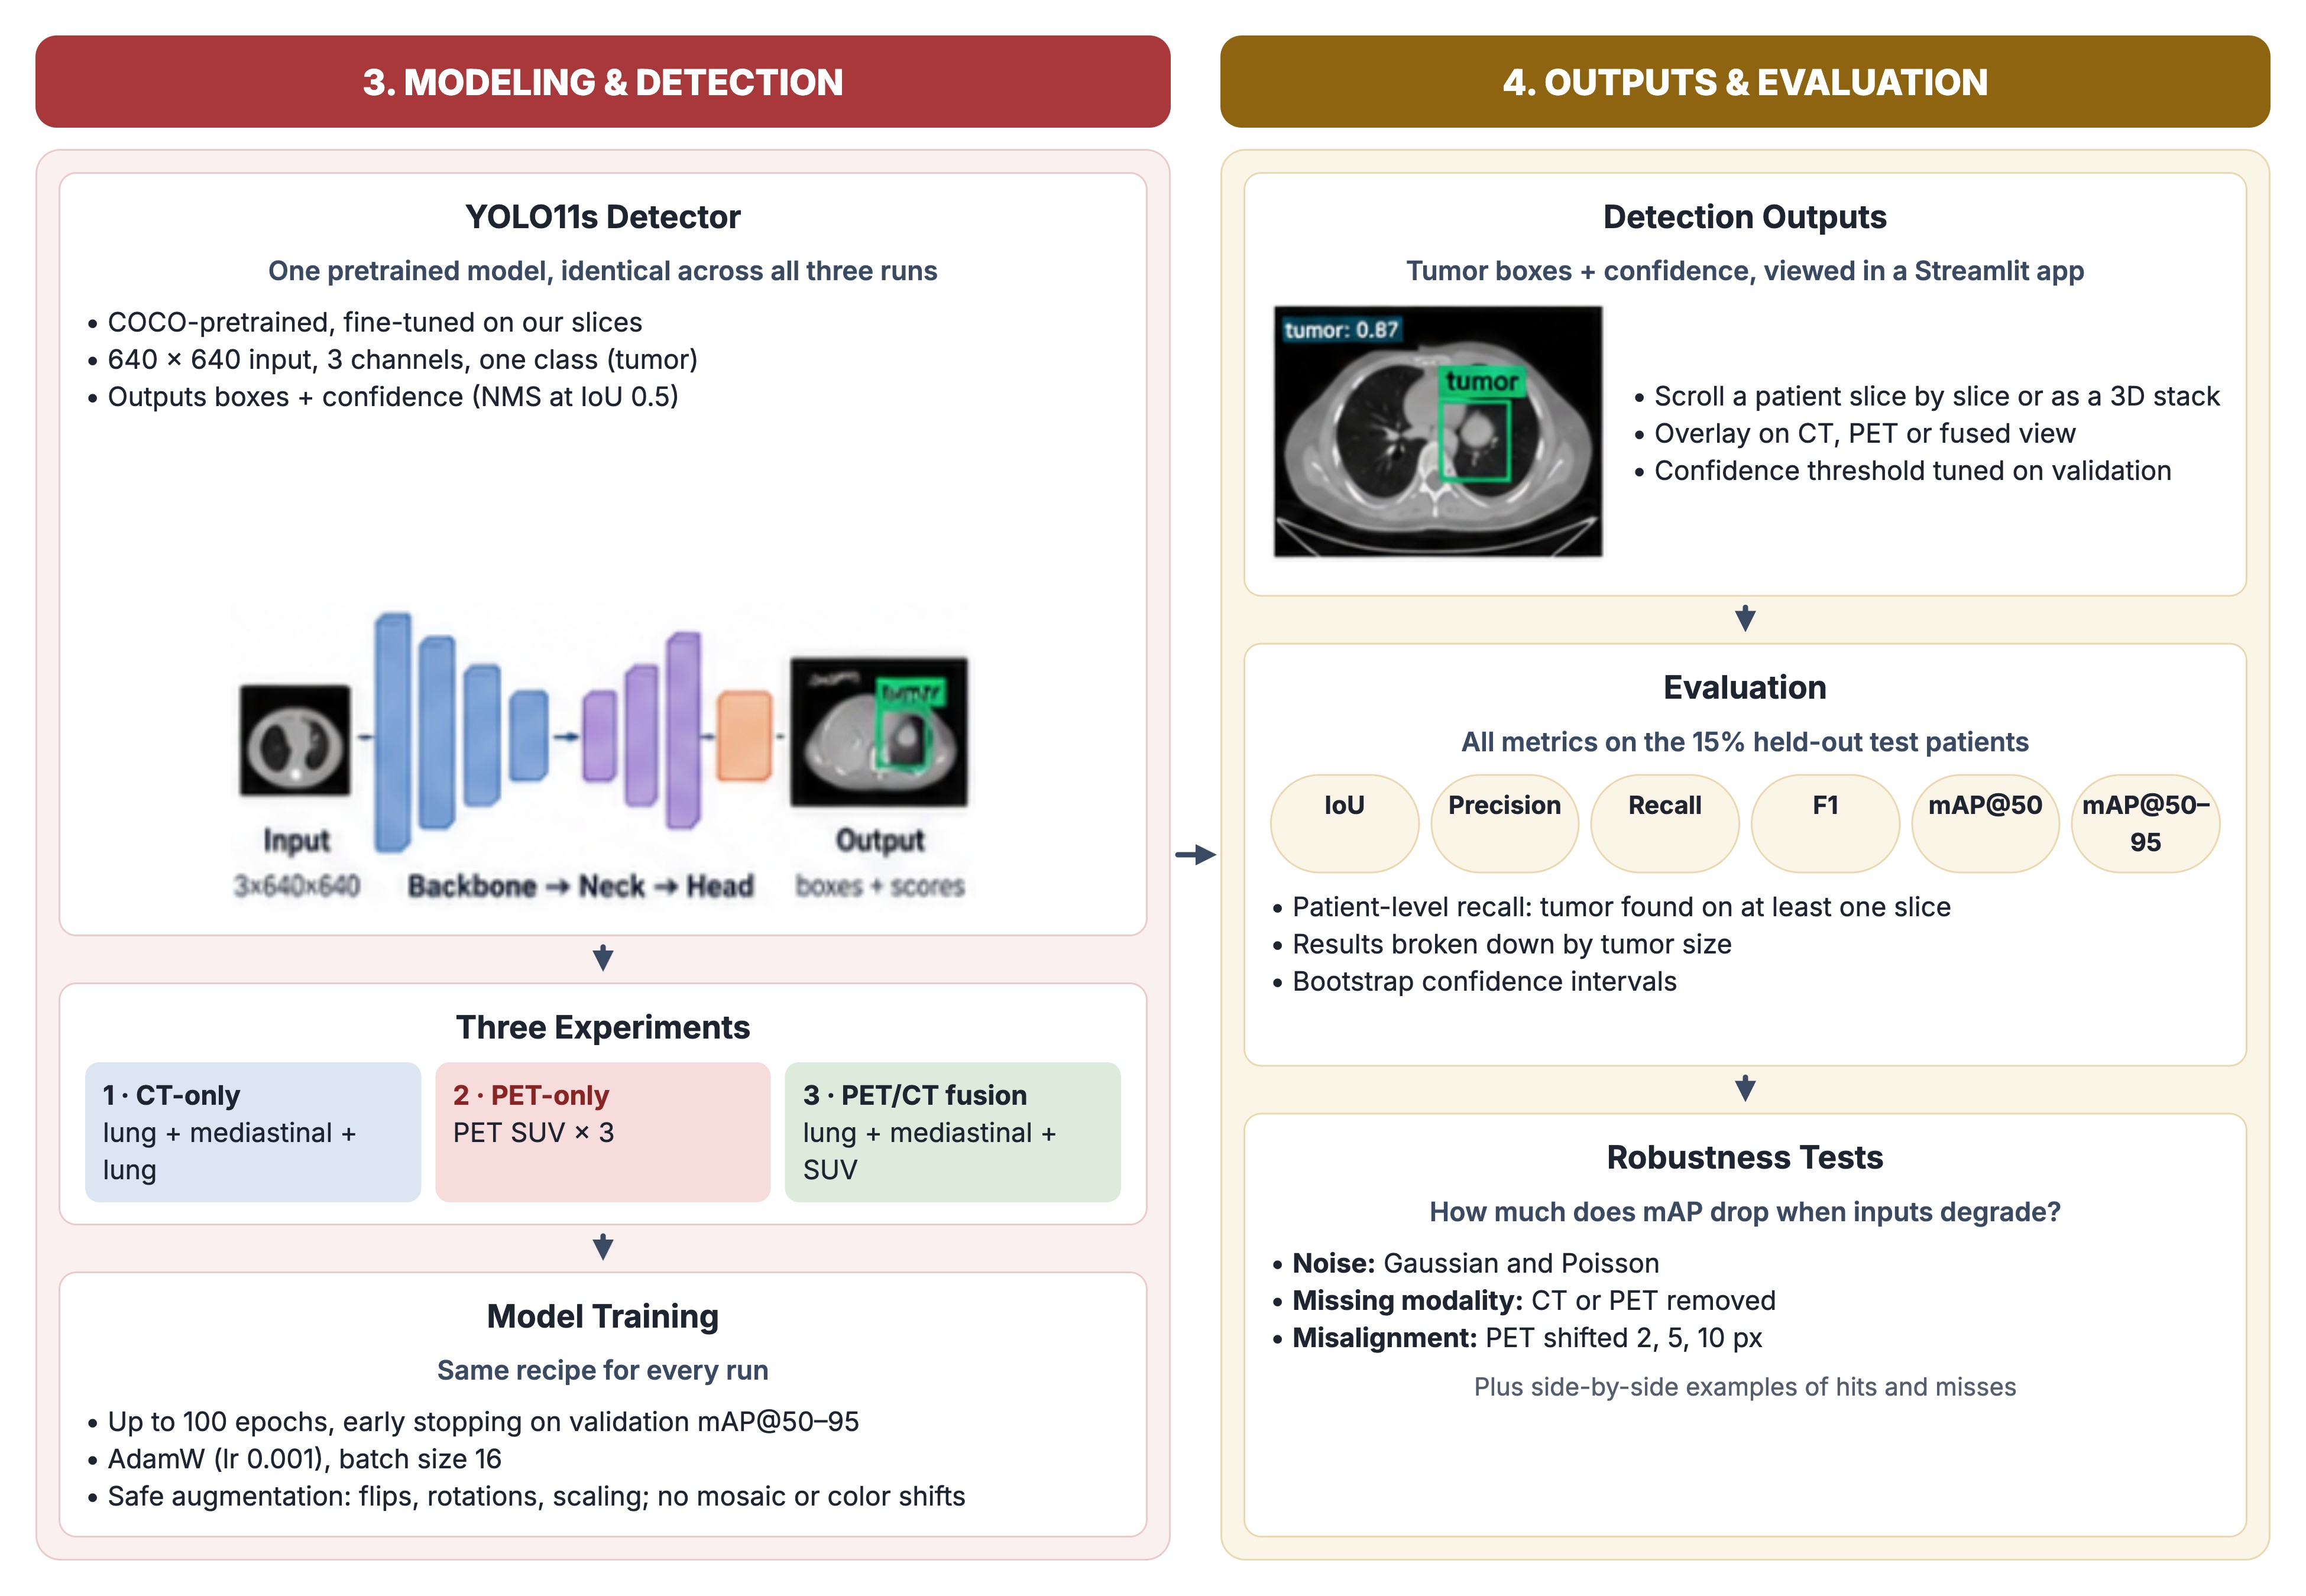 3. MODELING & DETECTION
YOLO11s Detector
One pretrained model, identical across all three runs
• COCO-pretrained, fine-tuned on our slices
• 640 × 640 input, 3 channels, one class (tumor)
• Outputs boxes + confidence (NMS at IoU 0.5)
tumor
Input
Output
3×640×640
Backbone → Neck → Head
boxes + scores
Three Experiments
1 · CT-only
lung + mediastinal +
lung
2 · PET-only
PET SUV × 3
3 · PET/CT fusion
lung + mediastinal +
SUV
Model Training
Same recipe for every run
• Up to 100 epochs, early stopping on validation mAP@50–95
• AdamW (lr 0.001), batch size 16
• Safe augmentation: flips, rotations, scaling; no mosaic or color shifts
4. OUTPUTS & EVALUATION
Detection Outputs
Tumor boxes + confidence, viewed in a Streamlit app
tumor: 0.87
tumor
• Scroll a patient slice by slice or as a 3D stack
• Overlay on CT, PET or fused view
• Confidence threshold tuned on validation
Evaluation
All metrics on the 15% held-out test patients
IoU
Precision
Recall
F1
mAP@50
mAP@50–
95
• Patient-level recall: tumor found on at least one slice
• Results broken down by tumor size
• Bootstrap confidence intervals
Robustness Tests
How much does mAP drop when inputs degrade?
• Noise: Gaussian and Poisson
• Missing modality: CT or PET removed
• Misalignment: PET shifted 2, 5, 10 px
Plus side-by-side examples of hits and misses